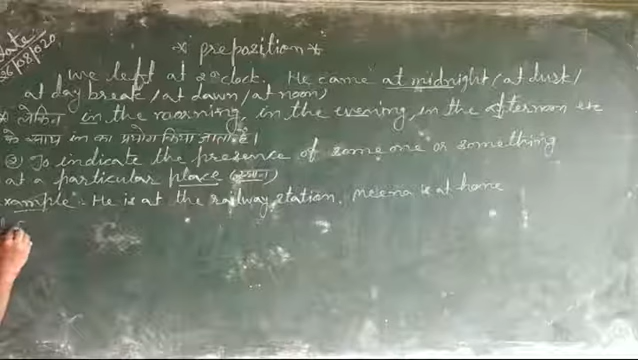 Date
26/08/020
* preposition *
We left at 2 o'clock. He came at midnight/at dusk/
at day break/at dawn/at noon)
* लेकिन in the morning, in the evening, in the afternoon etc
के साथ in का प्रयोग किया जाता है।
② To indicate the presence of someone or something
at a particular place (स्थान)
example - He is at the railway station. Meena is at home